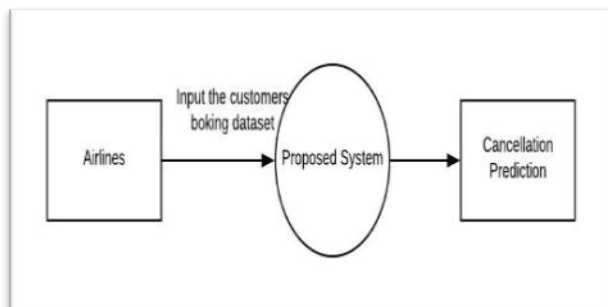 Input the customers
boking dataset
Airlines
Proposed System
Cancellation
Prediction